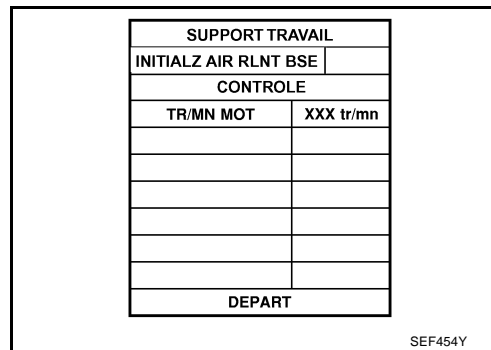 SUPPORT TRAVAIL
INITIALZ AIR RLNT BSE
CONTROLE
TR/MN MOT XXX tr/mn
DEPART
SEF454Y